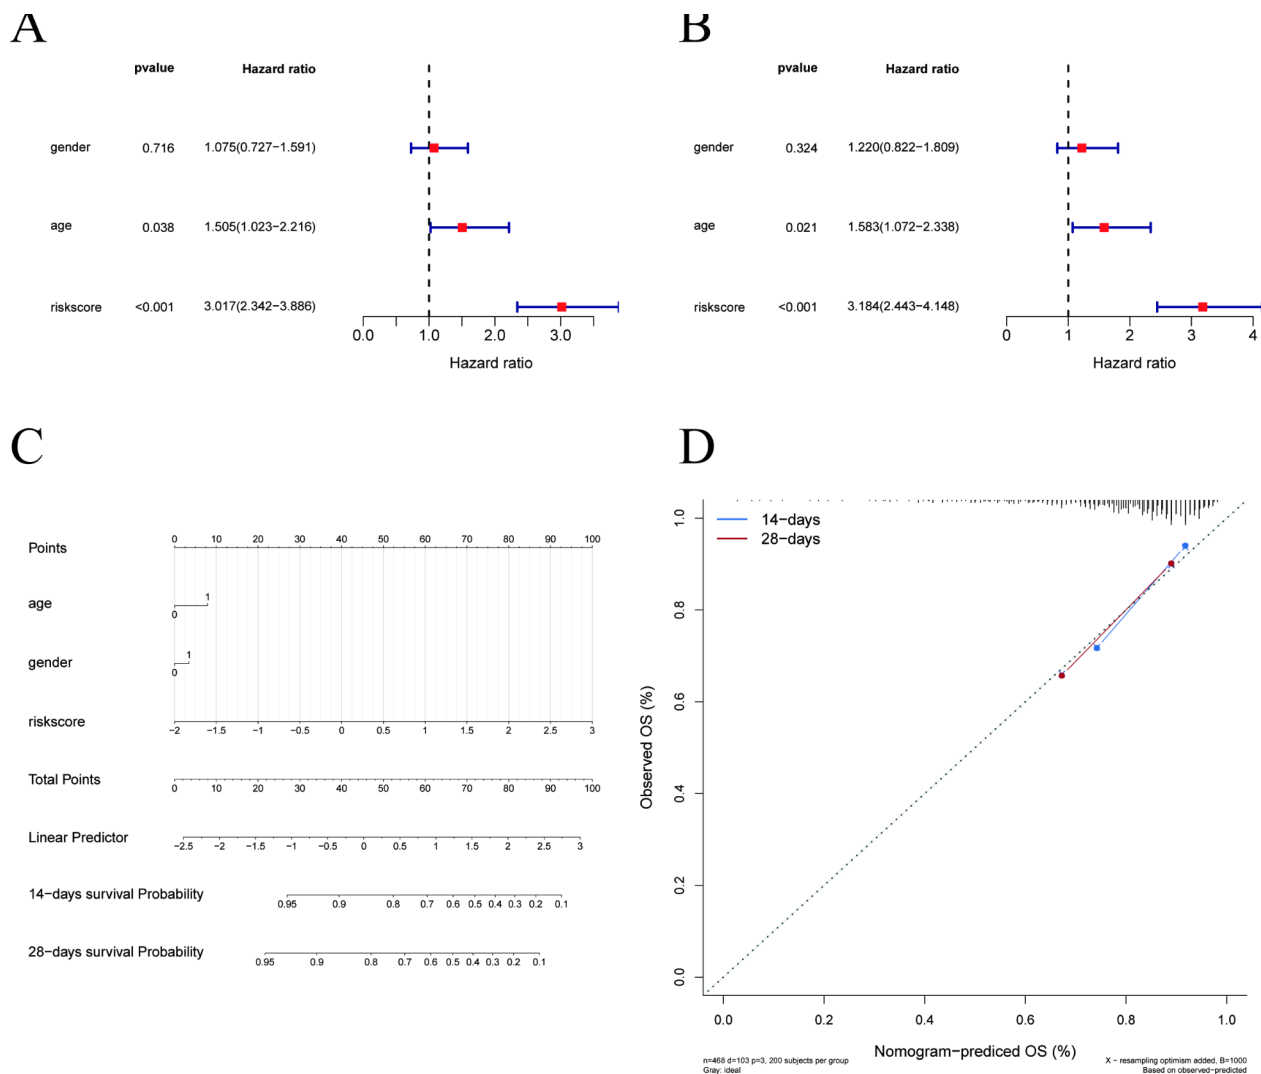 A
pvalue Hazard ratio
gender 0.716 1.075(0.727−1.591)
age 0.038 1.505(1.023−2.216)
riskscore <0.001 3.017(2.342−3.886)
0.0 1.0 2.0 3.0
Hazard ratio
B
pvalue Hazard ratio
gender 0.324 1.220(0.822−1.809)
age 0.021 1.583(1.072−2.338)
riskscore <0.001 3.184(2.443−4.148)
0 1 2 3 4
Hazard ratio
C
Points 0 10 20 30 40 50 60 70 80 90 100
age 0 1
gender 0 1
riskscore −2 −1.5 −1 −0.5 0 0.5 1 1.5 2 2.5 3
Total Points 0 10 20 30 40 50 60 70 80 90 100
Linear Predictor −2.5 −2 −1.5 −1 −0.5 0 0.5 1 1.5 2 2.5 3
14−days survival Probability 0.95 0.9 0.8 0.7 0.6 0.5 0.4 0.3 0.2 0.1
28−days survival Probability 0.95 0.9 0.8 0.7 0.6 0.5 0.4 0.3 0.2 0.1
D
14−days
28−days
Observed OS (%)
1.0
0.8
0.6
0.4
0.2
0.0
0.0 0.2 0.4 0.6 0.8 1.0
Nomogram−prediced OS (%)
n=468 d=103 p=3, 200 subjects per group
Gray: ideal
X − resampling optimism added, B=1000
Based on observed−predicted